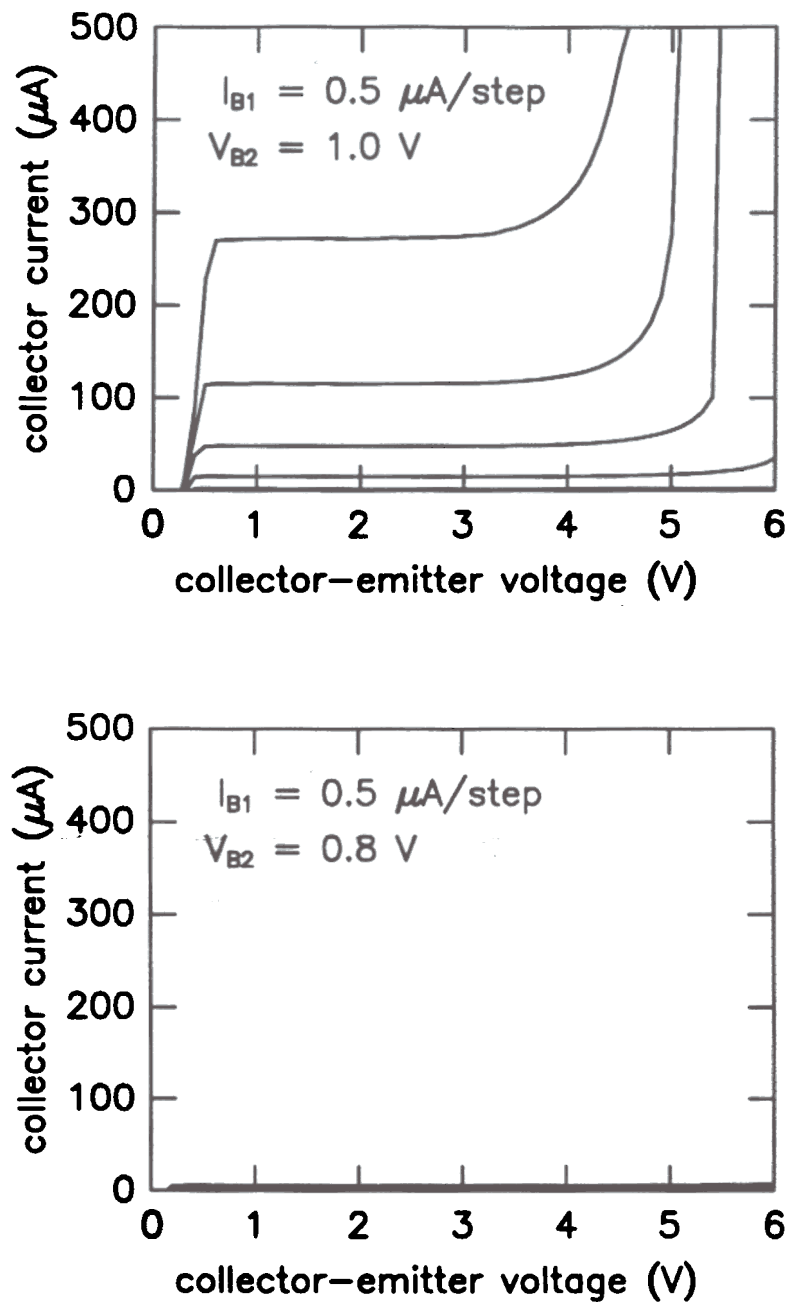 500
400
300
200
100
0
collector current (μA)
I_B1 = 0.5 μA/step
V_B2 = 1.0 V
0 1 2 3 4 5 6
collector-emitter voltage (V)
500
400
300
200
100
0
collector current (μA)
I_B1 = 0.5 μA/step
V_B2 = 0.8 V
0 1 2 3 4 5 6
collector-emitter voltage (V)